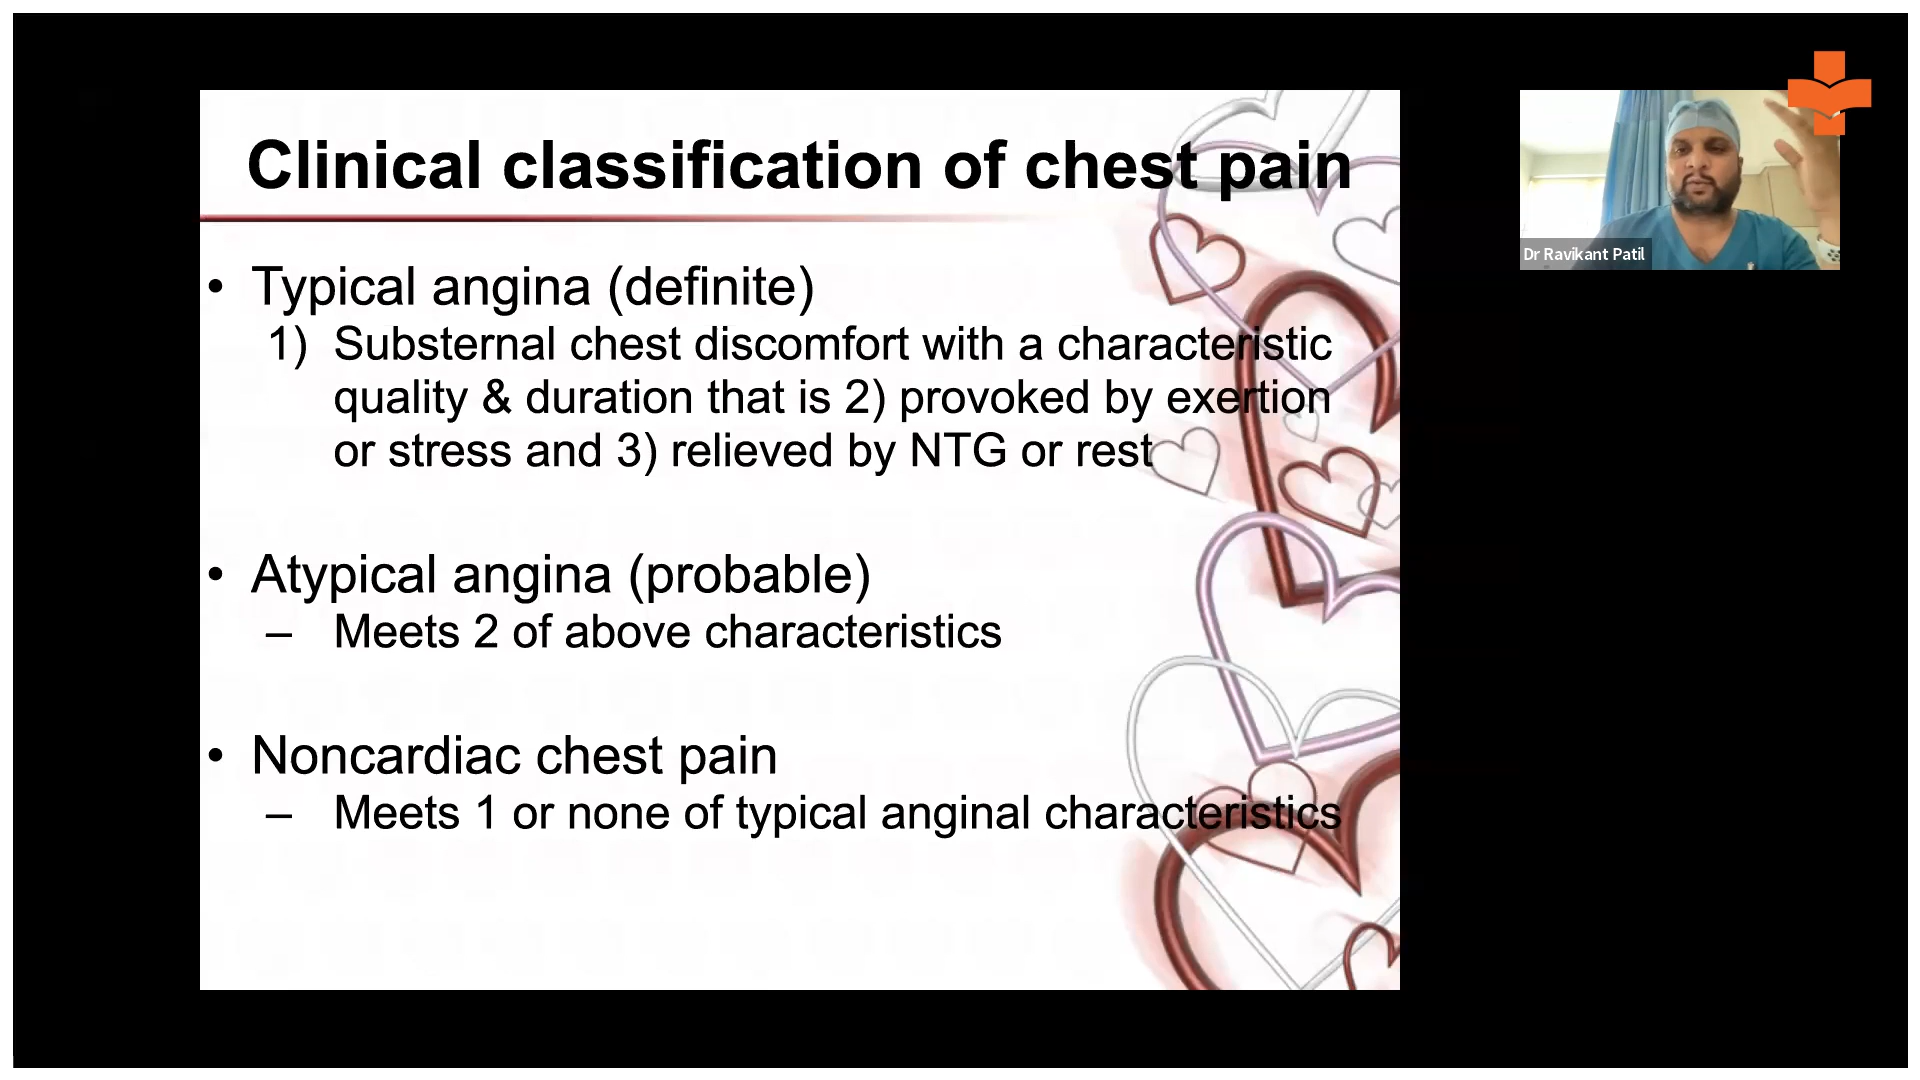 Clinical classification of chest pain
• Typical angina (definite)
1) Substernal chest discomfort with a characteristic
quality & duration that is 2) provoked by exertion
or stress and 3) relieved by NTG or rest
• Atypical angina (probable)
– Meets 2 of above characteristics
• Noncardiac chest pain
– Meets 1 or none of typical anginal characteristics
Dr Ravikant Patil